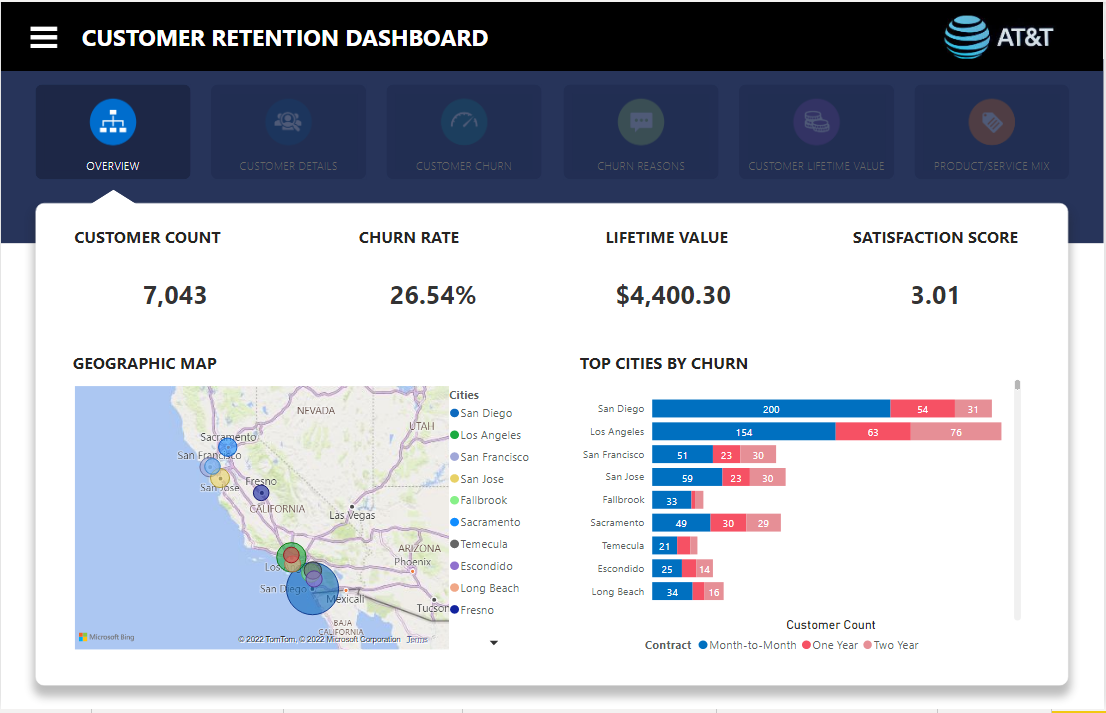 CUSTOMER RETENTION DASHBOARD
AT&T
OVERVIEW
CUSTOMER DETAILS
CUSTOMER CHURN
CHURN REASONS
CUSTOMER LIFETIME VALUE
PRODUCT/SERVICE MIX
CUSTOMER COUNT
CHURN RATE
LIFETIME VALUE
SATISFACTION SCORE
7,043
26.54%
$4,400.30
3.01
GEOGRAPHIC MAP
NEVADA
UTAH
Sacramento
San Francisco
San Jose
Fresno
CALIFORNIA
Las Vegas
ARIZONA
Phoenix
Los
San Diego
Mexicali
Tucson
BAJA
CALIFORNIA
Microsoft Bing
© 2022 TomTom, © 2022 Microsoft Corporation Terms
Cities
San Diego
Los Angeles
San Francisco
San Jose
Fallbrook
Sacramento
Temecula
Escondido
Long Beach
Fresno
TOP CITIES BY CHURN
San Diego 200 54 31
Los Angeles 154 63 76
San Francisco 51 23 30
San Jose 59 23 30
Fallbrook 33
Sacramento 49 30 29
Temecula 21
Escondido 25 14
Long Beach 34 16
Customer Count
Contract Month-to-Month One Year Two Year